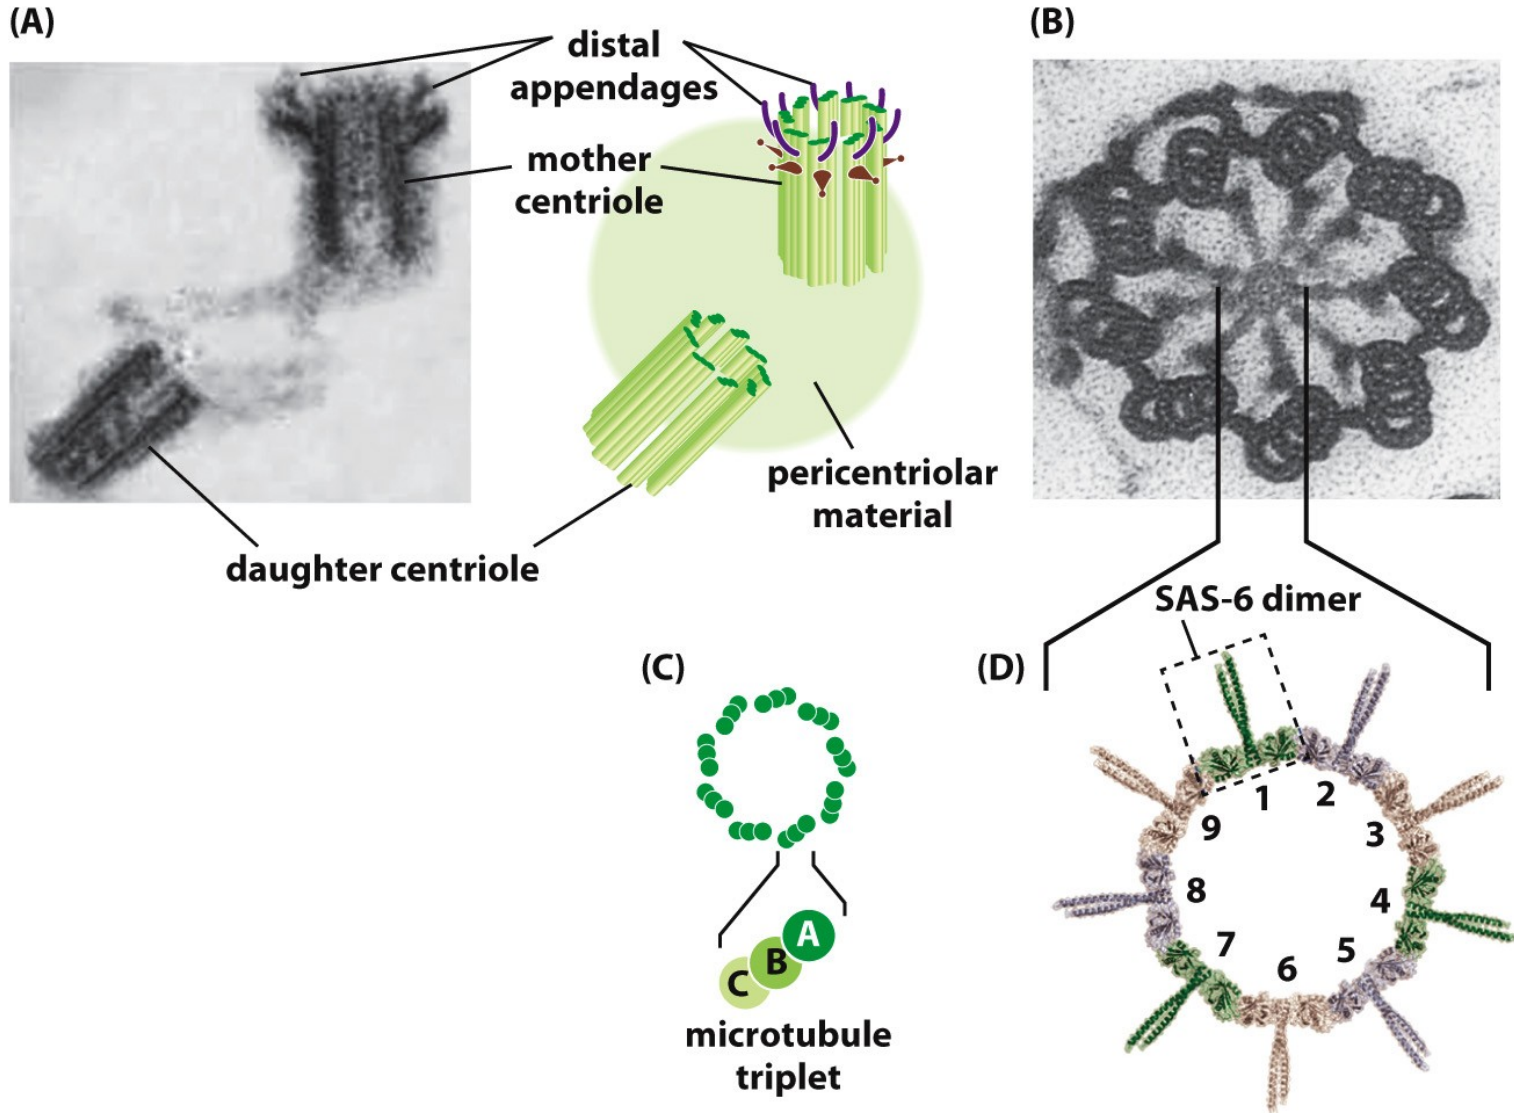 (A)
distal
appendages
mother
centriole
pericentriolar
material
daughter centriole
(B)
SAS-6 dimer
(C)
A
B
C
microtubule
triplet
(D)
1
2
3
4
5
6
7
8
9